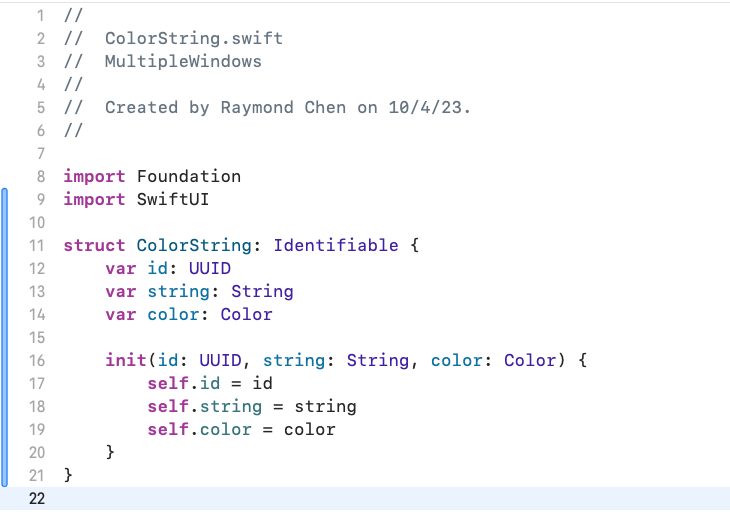 1 //
2 //  ColorString.swift
3 //  MultipleWindows
4 //
5 //  Created by Raymond Chen on 10/4/23.
6 //
7
8 import Foundation
9 import SwiftUI
10
11 struct ColorString: Identifiable {
12     var id: UUID
13     var string: String
14     var color: Color
15
16     init(id: UUID, string: String, color: Color) {
17         self.id = id
18         self.string = string
19         self.color = color
20     }
21 }
22